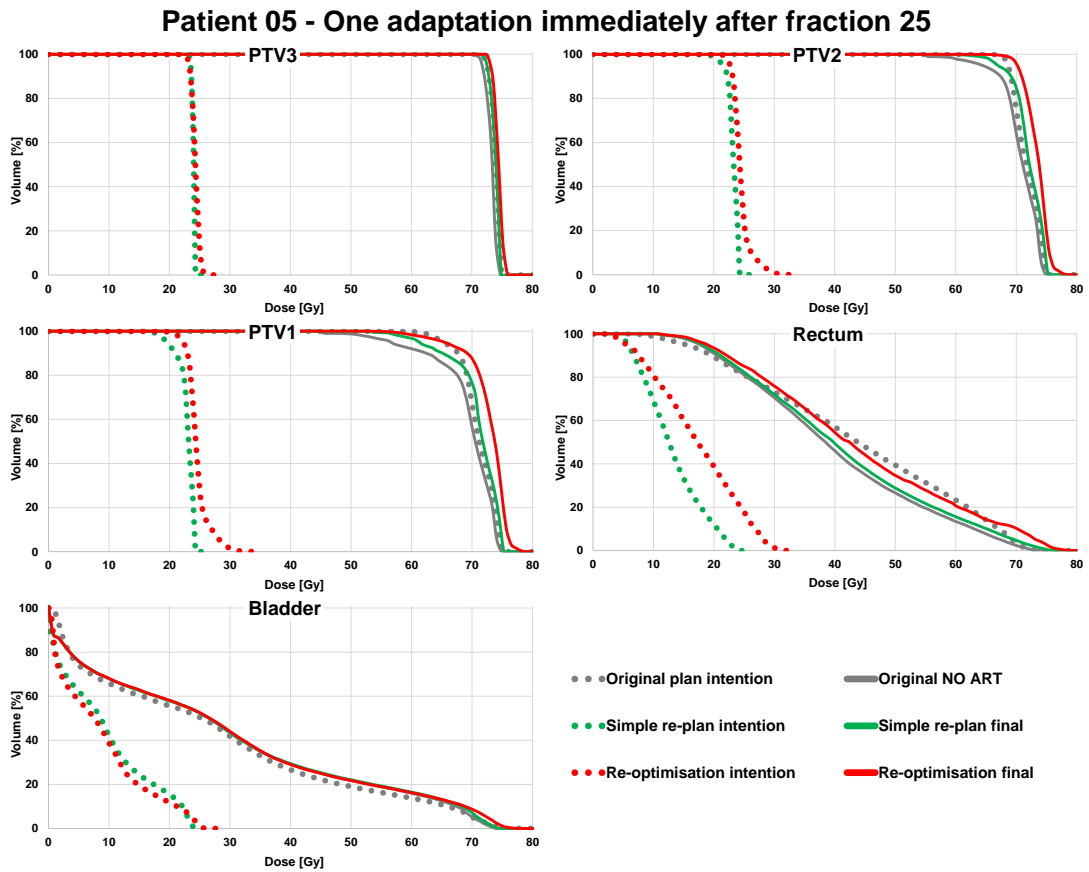 Patient 05 - One adaptation immediately after fraction 25
PTV3
Volume [%]
100
80
60
40
20
0
0 10 20 30 40 50 60 70 80
Dose [Gy]
PTV2
Volume [%]
100
80
60
40
20
0
0 10 20 30 40 50 60 70 80
Dose [Gy]
PTV1
Volume [%]
100
80
60
40
20
0
0 10 20 30 40 50 60 70 80
Dose [Gy]
Rectum
Volume [%]
100
80
60
40
20
0
0 10 20 30 40 50 60 70 80
Dose [Gy]
Bladder
Volume [%]
100
80
60
40
20
0
0 10 20 30 40 50 60 70 80
Dose [Gy]
Original plan intention
Original NO ART
Simple re-plan intention
Simple re-plan final
Re-optimisation intention
Re-optimisation final